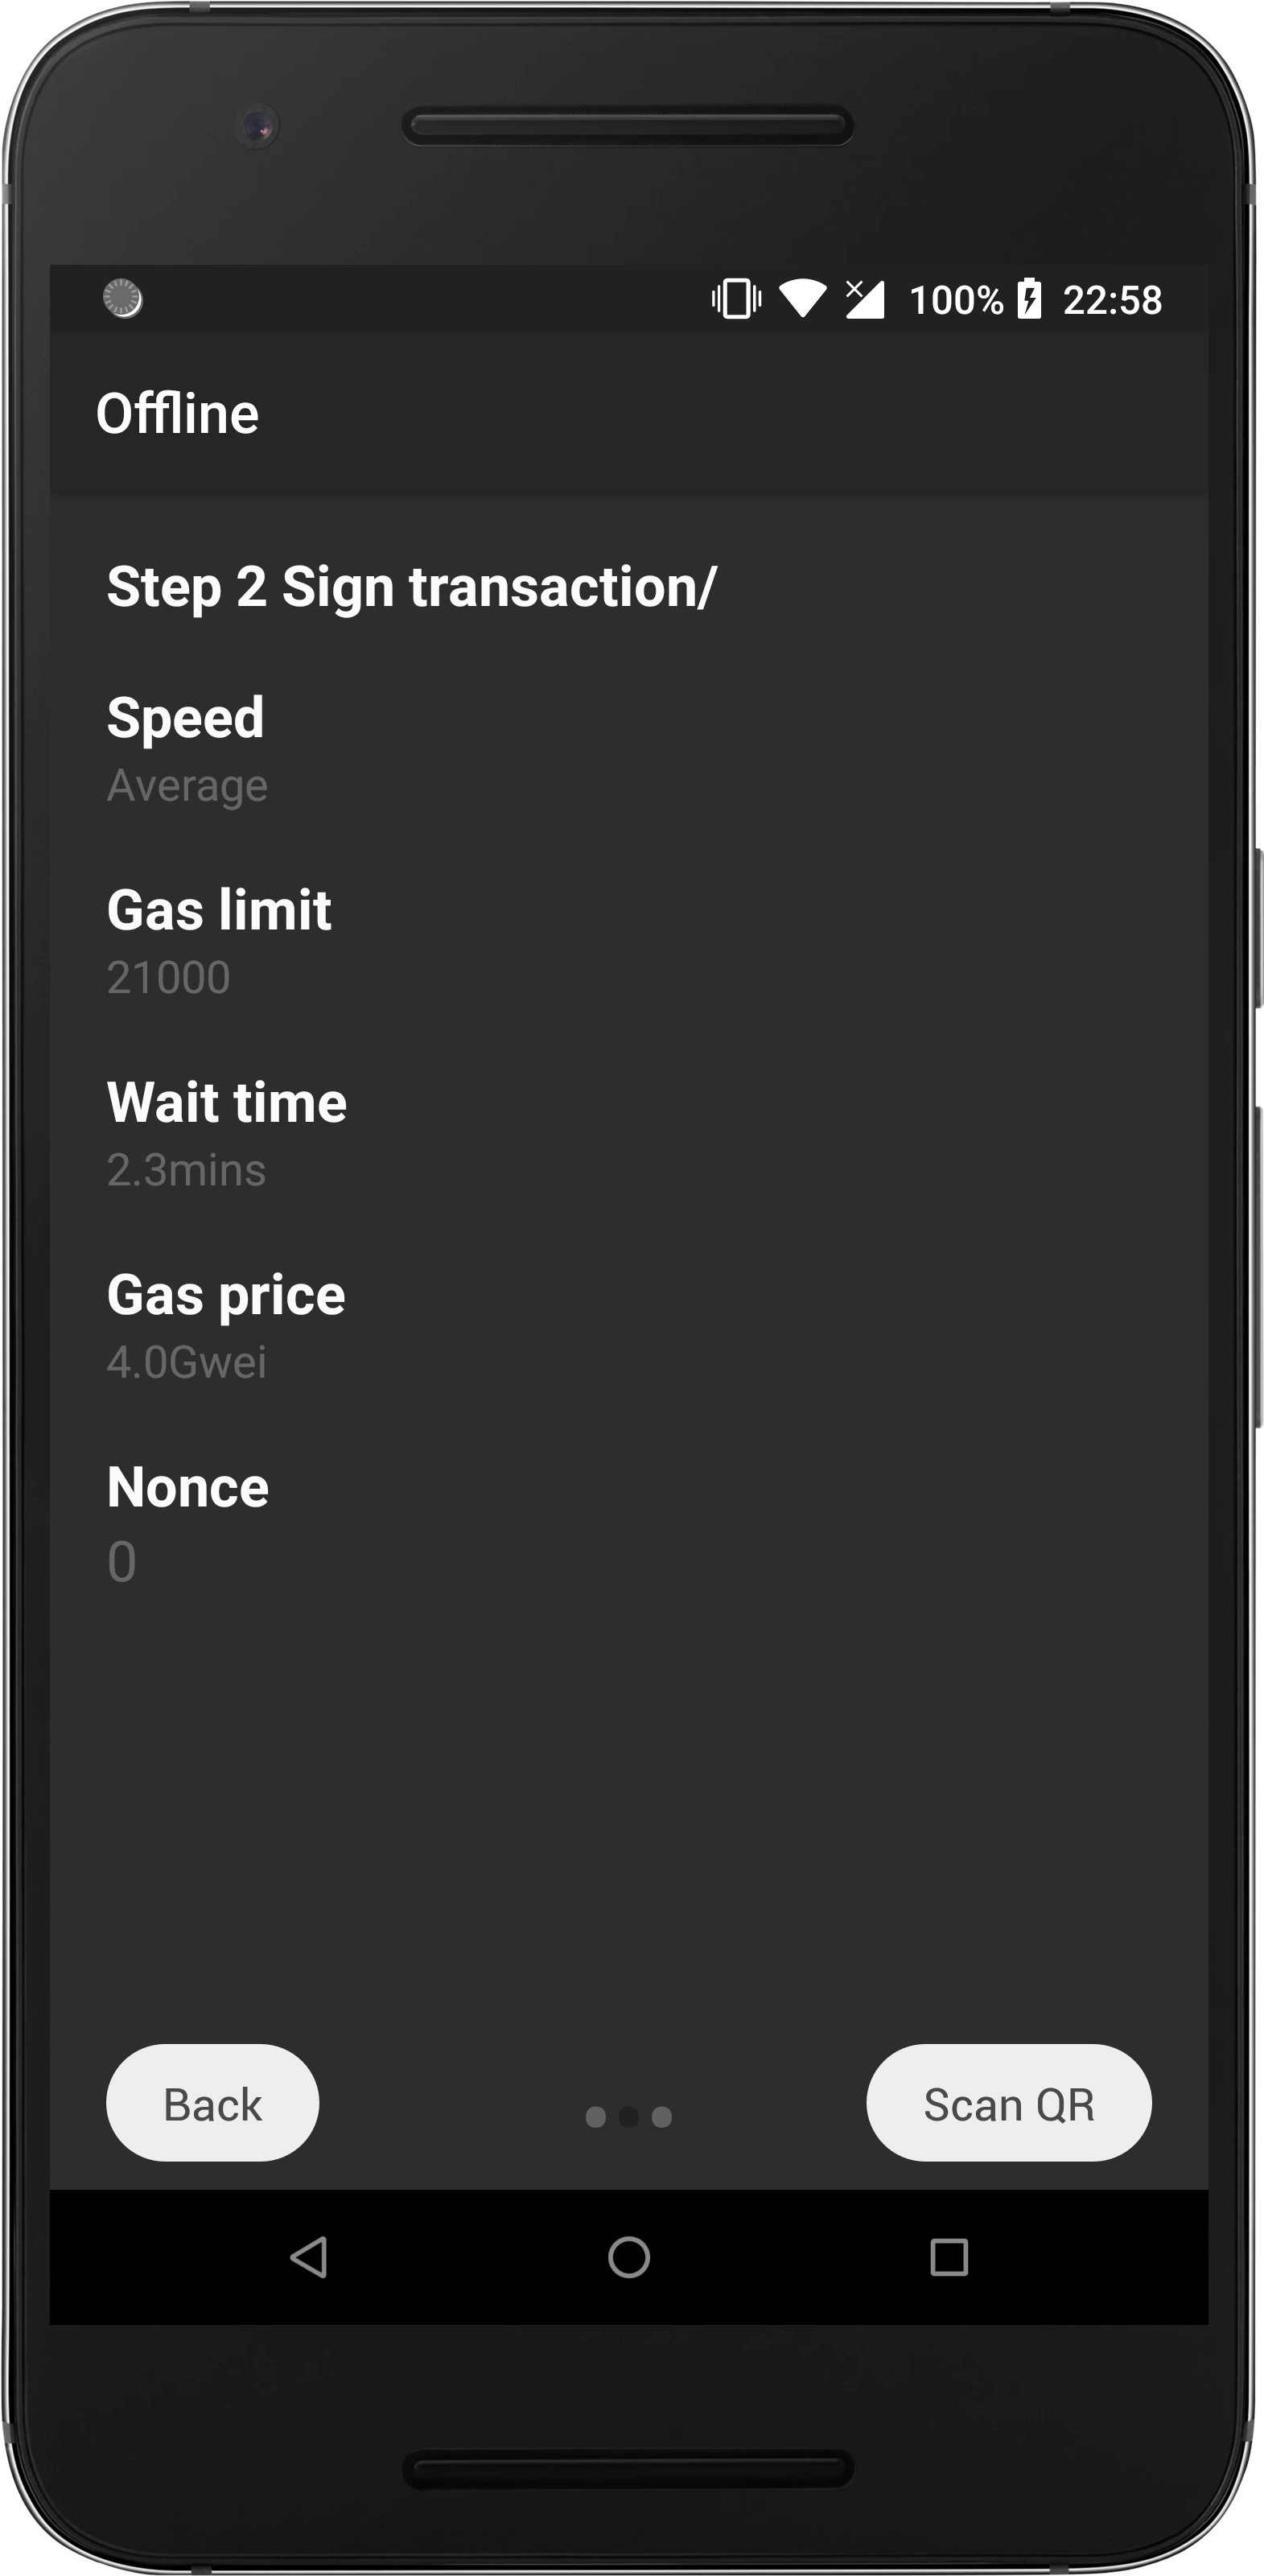 100% 22:58
Offline
Step 2 Sign transaction/
Speed
Average
Gas limit
21000
Wait time
2.3mins
Gas price
4.0Gwei
Nonce
0
Back Scan QR